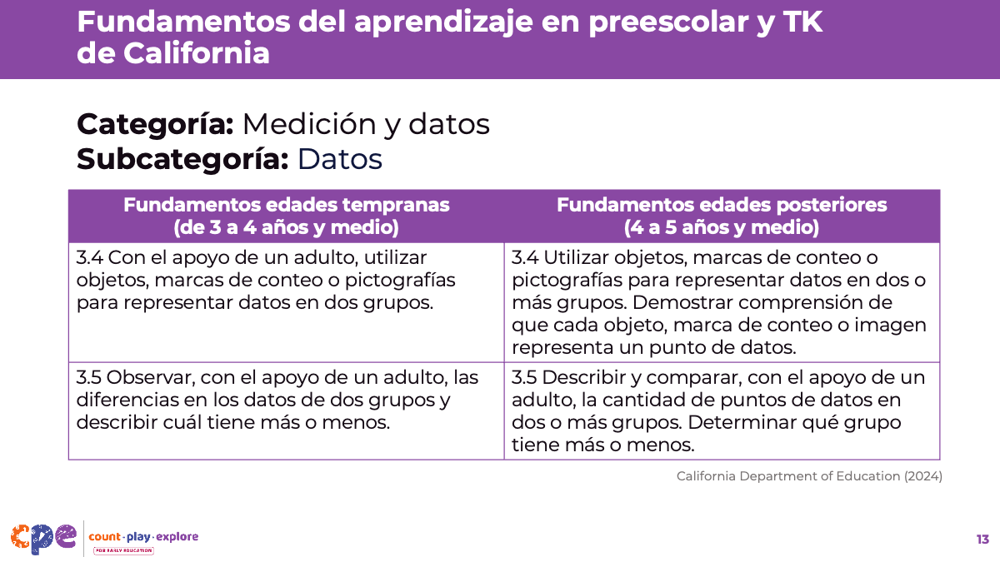 Fundamentos del aprendizaje en preescolar y TK
de California
Categoría: Medición y datos
Subcategoría: Datos
Fundamentos edades tempranas
(de 3 a 4 años y medio)
Fundamentos edades posteriores
(4 a 5 años y medio)
3.4 Con el apoyo de un adulto, utilizar
objetos, marcas de conteo o pictografías
para representar datos en dos grupos.
3.4 Utilizar objetos, marcas de conteo o
pictografías para representar datos en dos o
más grupos. Demostrar comprensión de
que cada objeto, marca de conteo o imagen
representa un punto de datos.
3.5 Observar, con el apoyo de un adulto, las
diferencias en los datos de dos grupos y
describir cuál tiene más o menos.
3.5 Describir y comparar, con el apoyo de un
adulto, la cantidad de puntos de datos en
dos o más grupos. Determinar qué grupo
tiene más o menos.
California Department of Education (2024)
cpe
count·play·explore
FOR EARLY EDUCATION
13